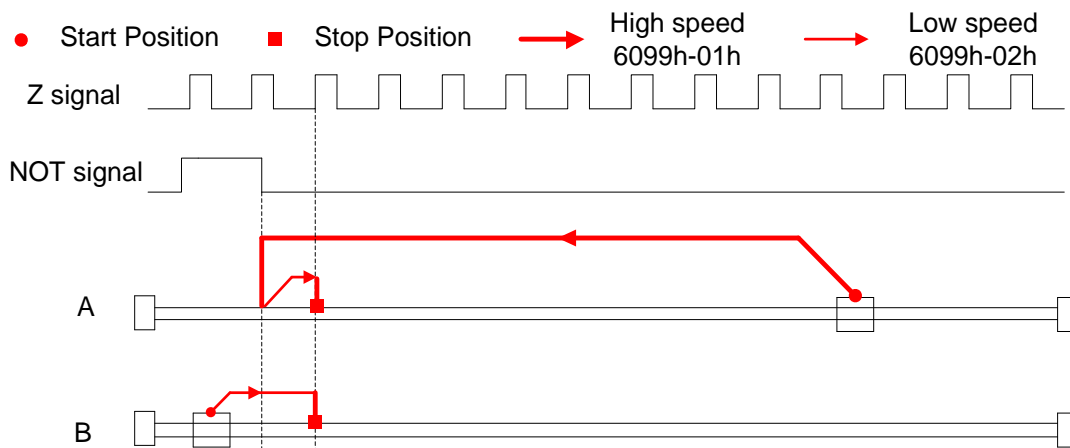 Start Position
Stop Position
High speed
6099h-01h
Low speed
6099h-02h
Z signal
NOT signal
A
B